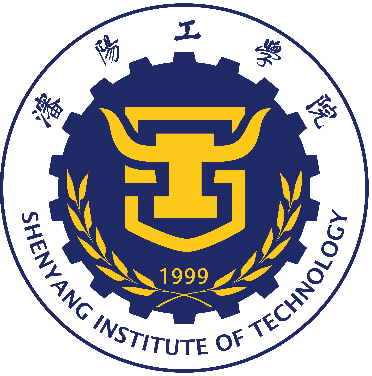 瀋陽工學院
1999
SHENYANG INSTITUTE OF TECHNOLOGY